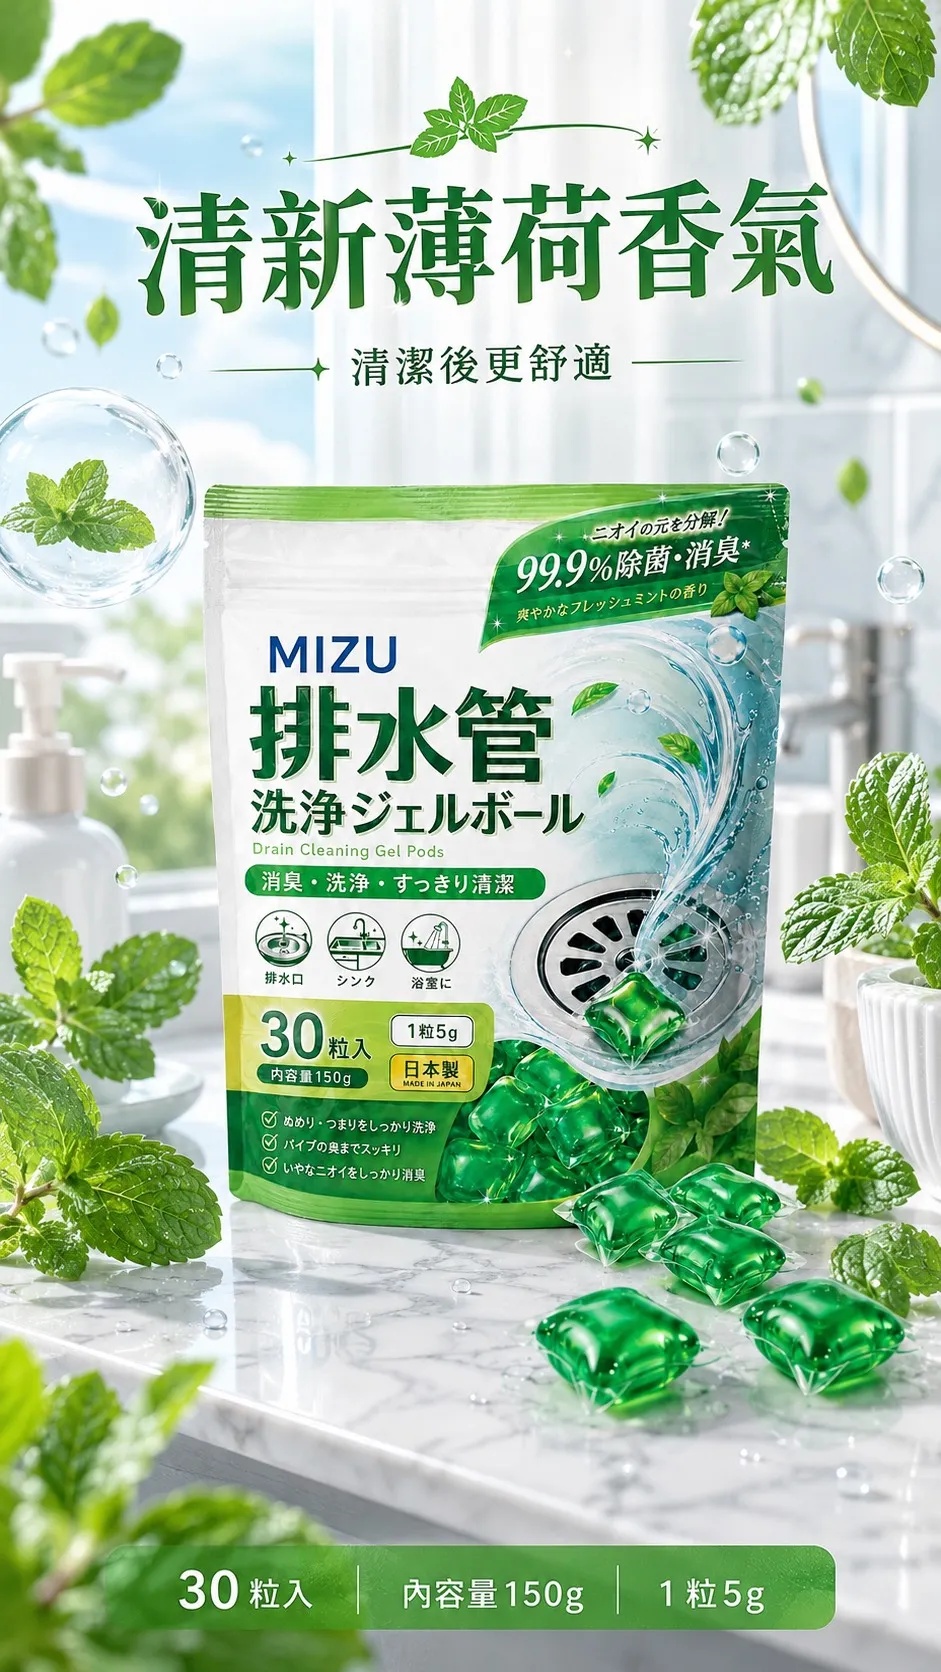 清新薄荷香氣
清潔後更舒適
ニオイの元を分解!
99.9%除菌・消臭*
爽やかなフレッシュミントの香り
MIZU
排水管
洗浄ジェルボール
Drain Cleaning Gel Pods
消臭・洗浄・すっきり清潔
排水口 シンク 浴室に
30粒入 1粒5g
内容量150g 日本製
MADE IN JAPAN
ぬめり・つまりをしっかり洗浄
パイプの奥までスッキリ
いやなニオイをしっかり消臭
30粒入 內容量150g 1粒5g